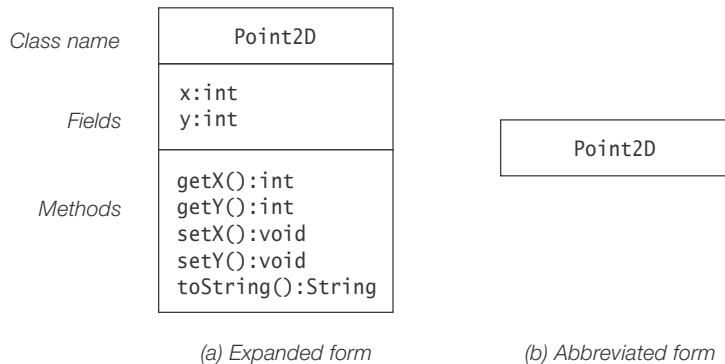 Class name
Point2D
Fields
x:int
y:int
Methods
getX():int
getY():int
setX():void
setY():void
toString():String
(a) Expanded form
Point2D
(b) Abbreviated form